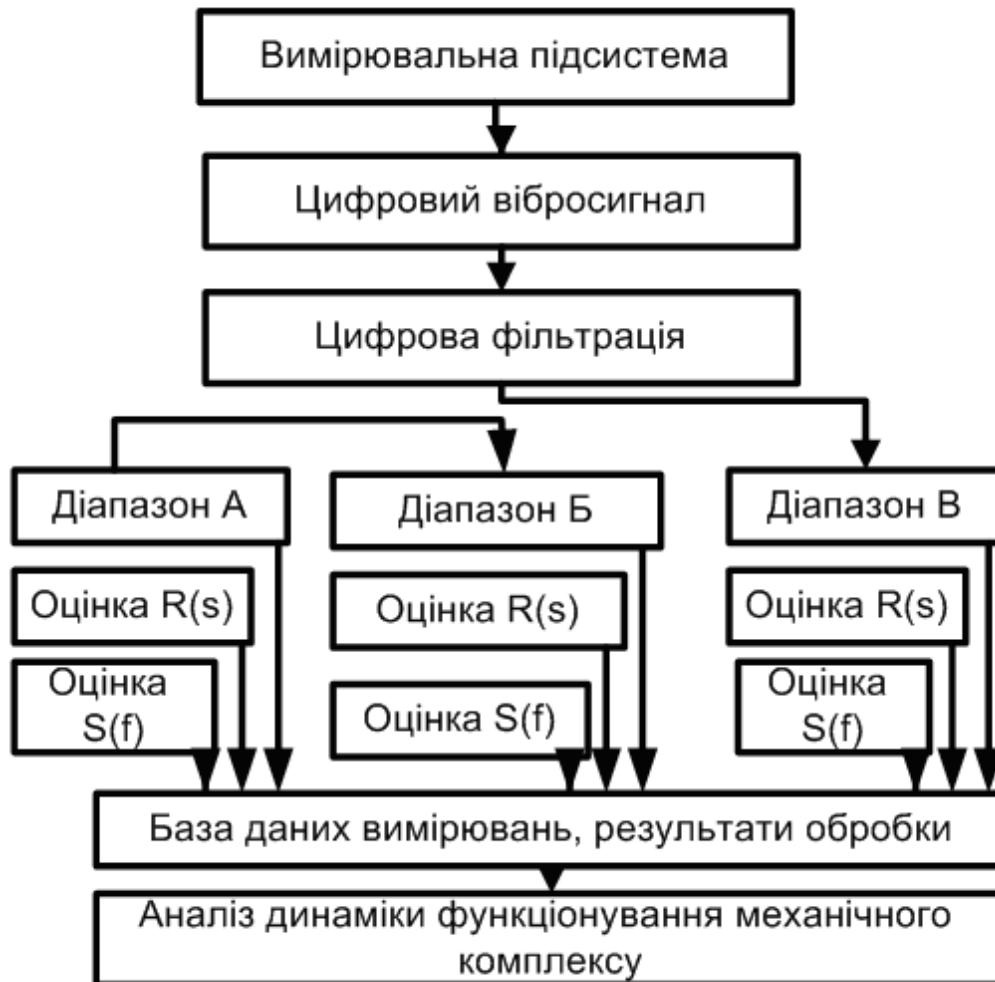 Вимірювальна підсистема
Цифровий вібросигнал
Цифрова фільтрація
Діапазон А
Діапазон Б
Діапазон В
Оцінка R(s)
Оцінка R(s)
Оцінка R(s)
Оцінка
S(f)
Оцінка S(f)
Оцінка
S(f)
База даних вимірювань, результати обробки
Аналіз динаміки функціонування механічного
комплексу